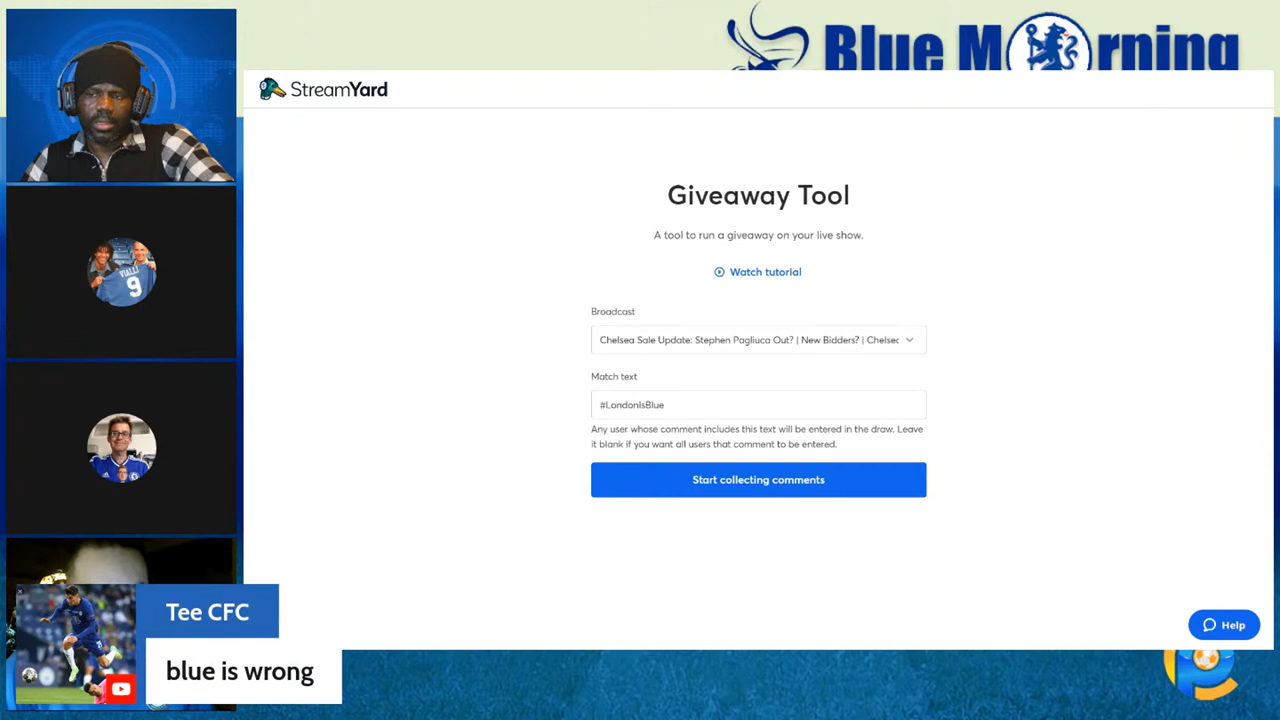 Blue Morning
StreamYard
Giveaway Tool
A tool to run a giveaway on your live show.
Watch tutorial
Broadcast
Chelsea Sale Update: Stephen Pagliuca Out? | New Bidders? | Chelsec
Match text
#LondonIsBlue
Any user whose comment includes this text will be entered in the draw. Leave
it blank if you want all users that comment to be entered.
Start collecting comments
VIALLI
9
Tee CFC
blue is wrong
Help